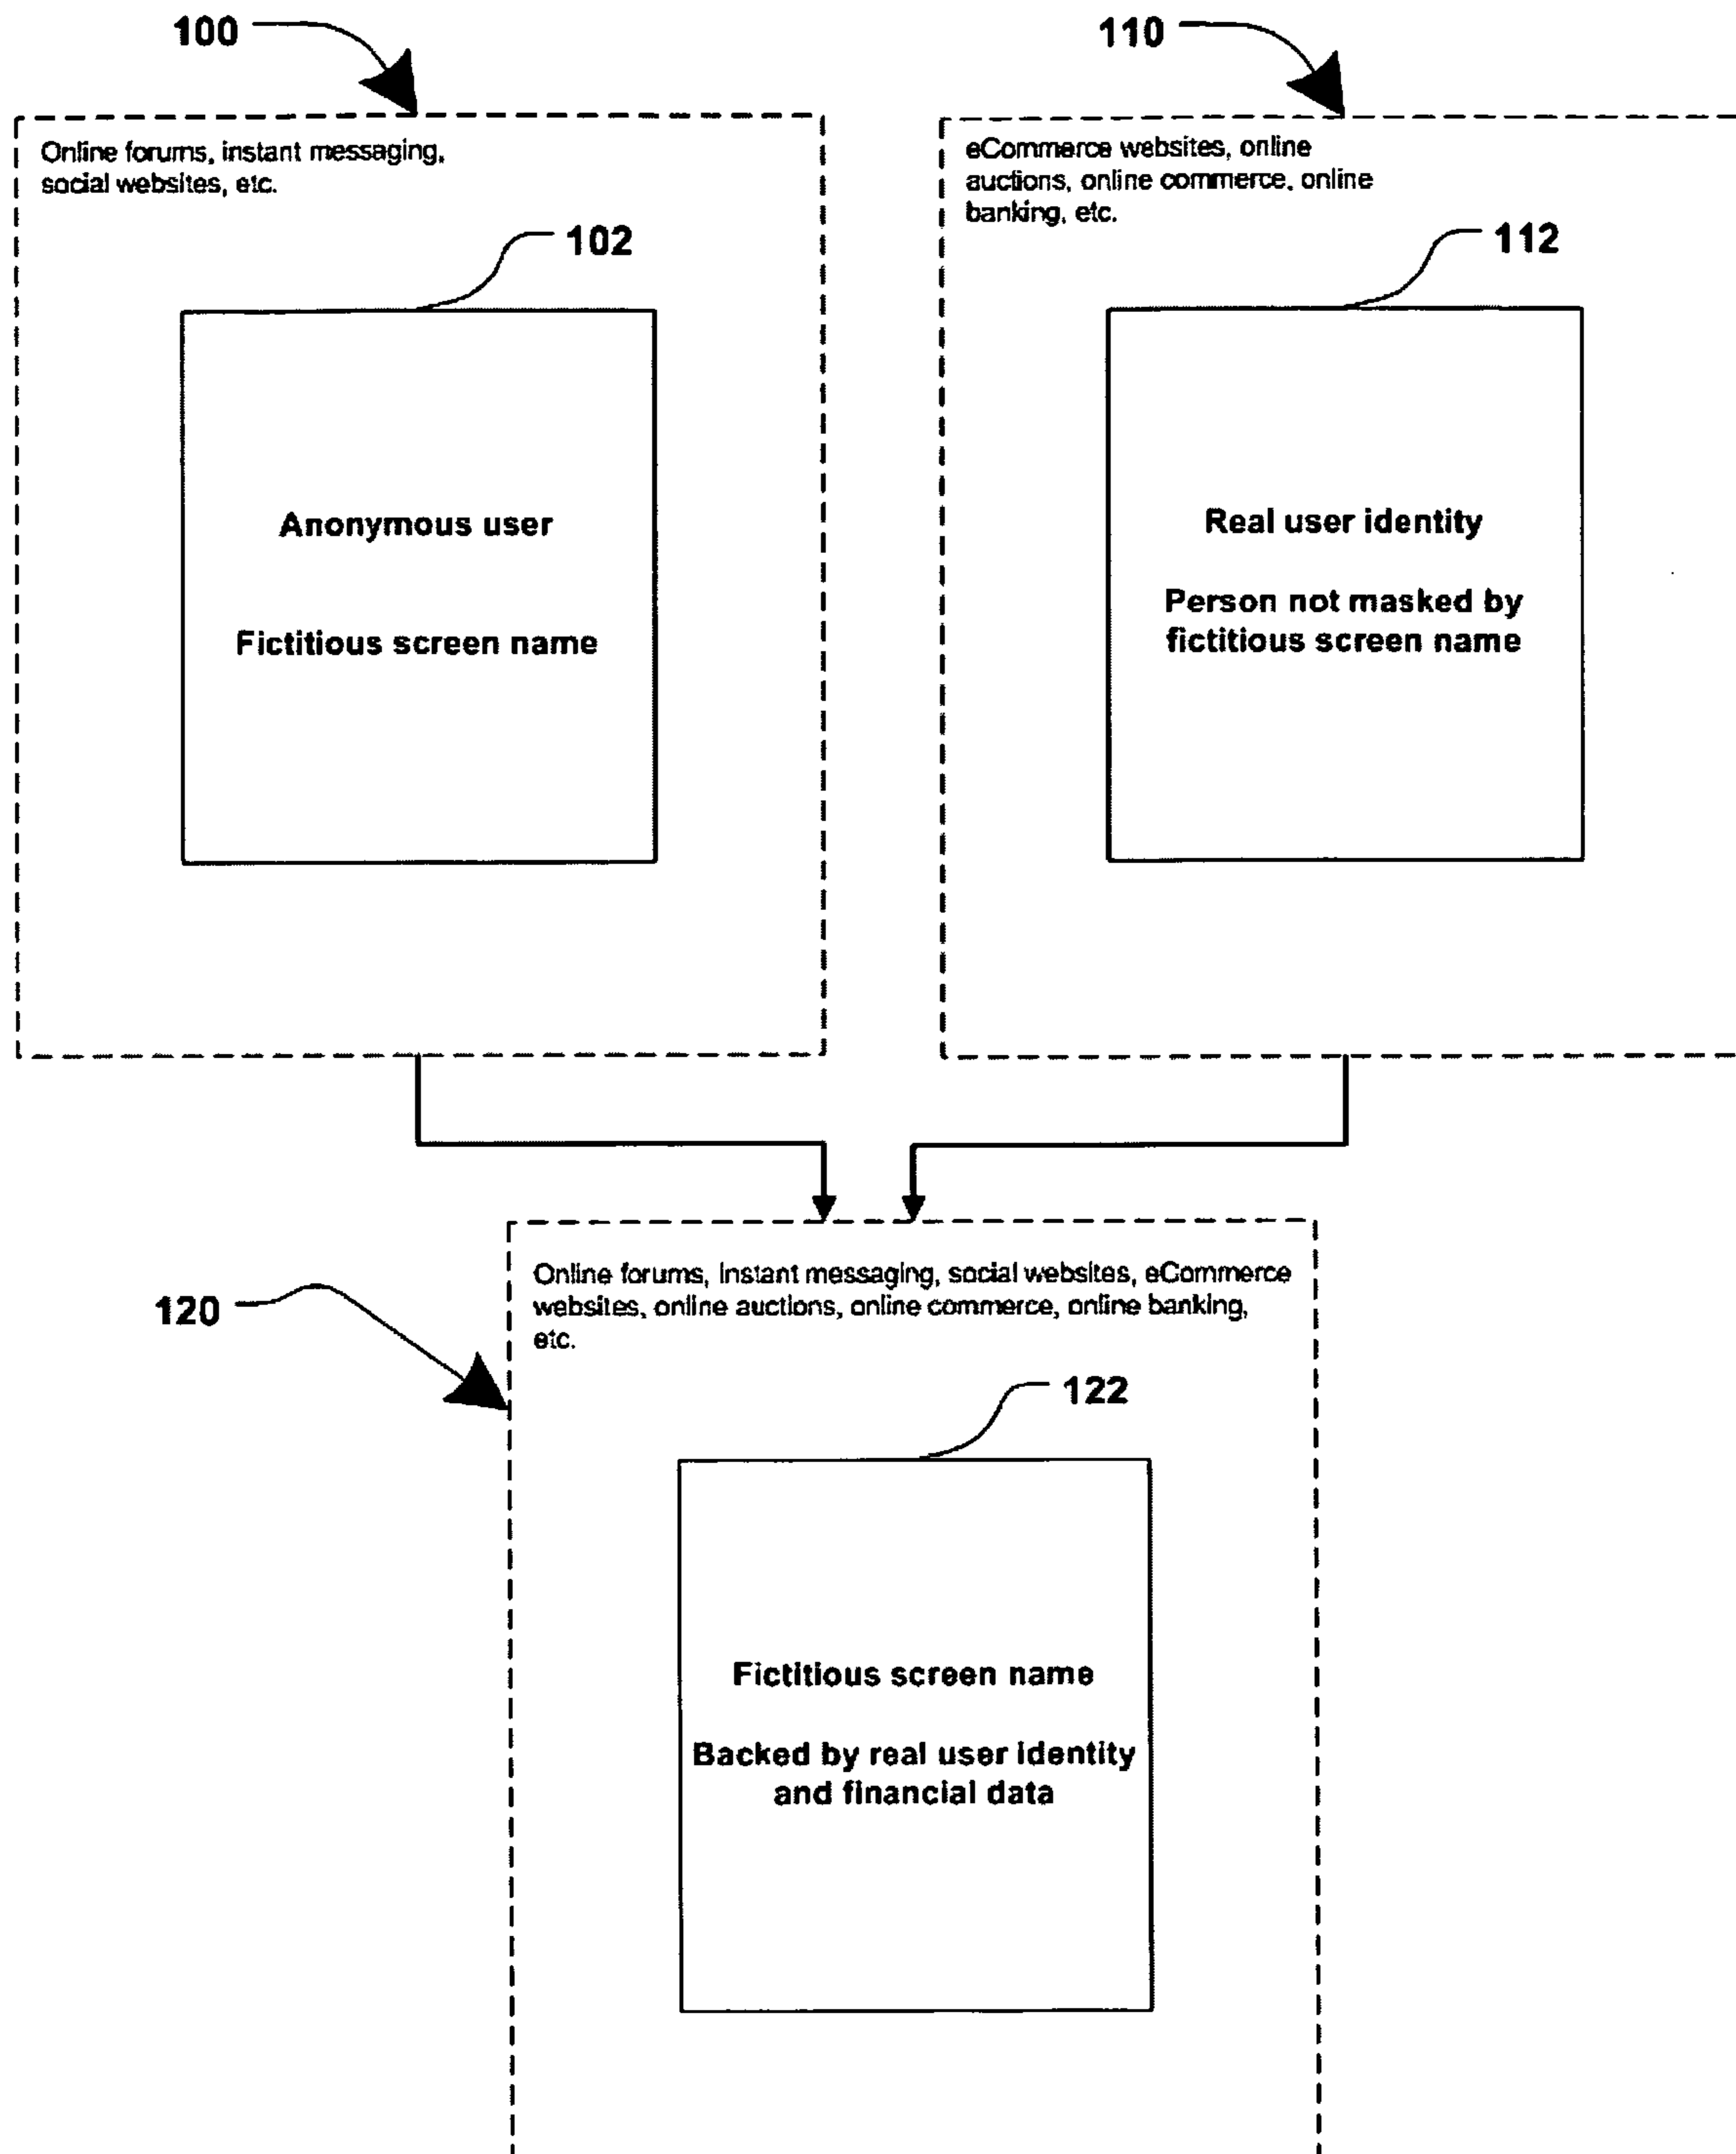 100
110
Online forums, instant messaging,
social websites, etc.
eCommerce websites, online
auctions, online commerce, online
banking, etc.
102
112
Anonymous user
Fictitious screen name
Real user identity
Person not masked by
fictitious screen name
120
Online forums, instant messaging, social websites, eCommerce
websites, online auctions, online commerce, online banking,
etc.
122
Fictitious screen name
Backed by real user identity
and financial data